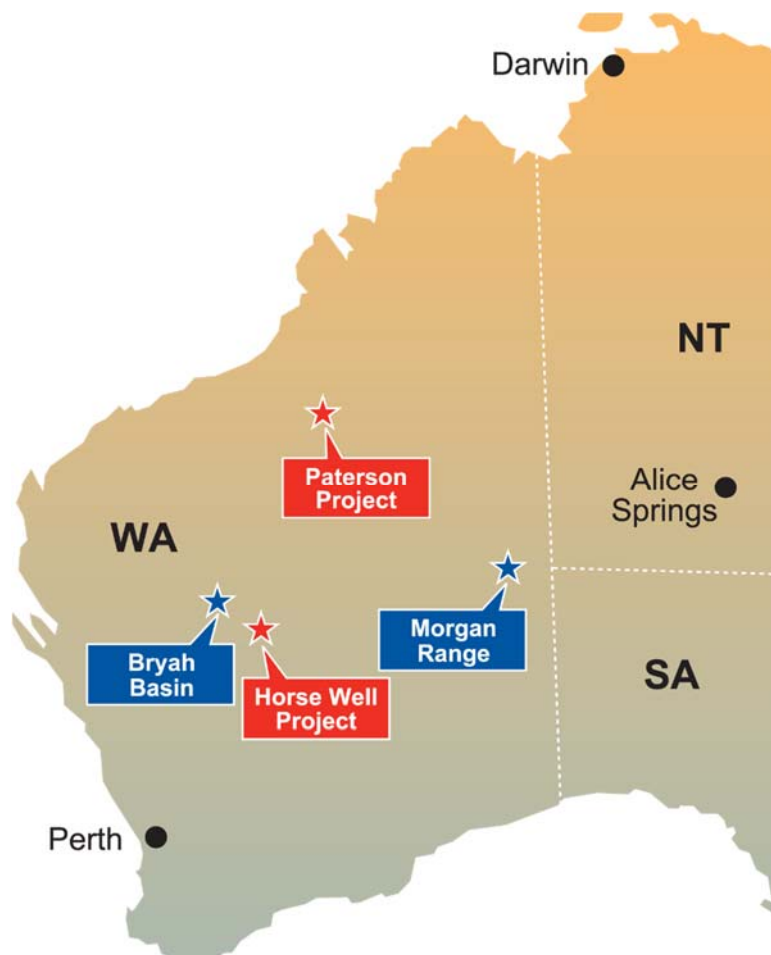 Darwin
NT
Paterson
Project
Alice
Springs
WA
Morgan
Range
Bryah
Basin
SA
Horse Well
Project
Perth